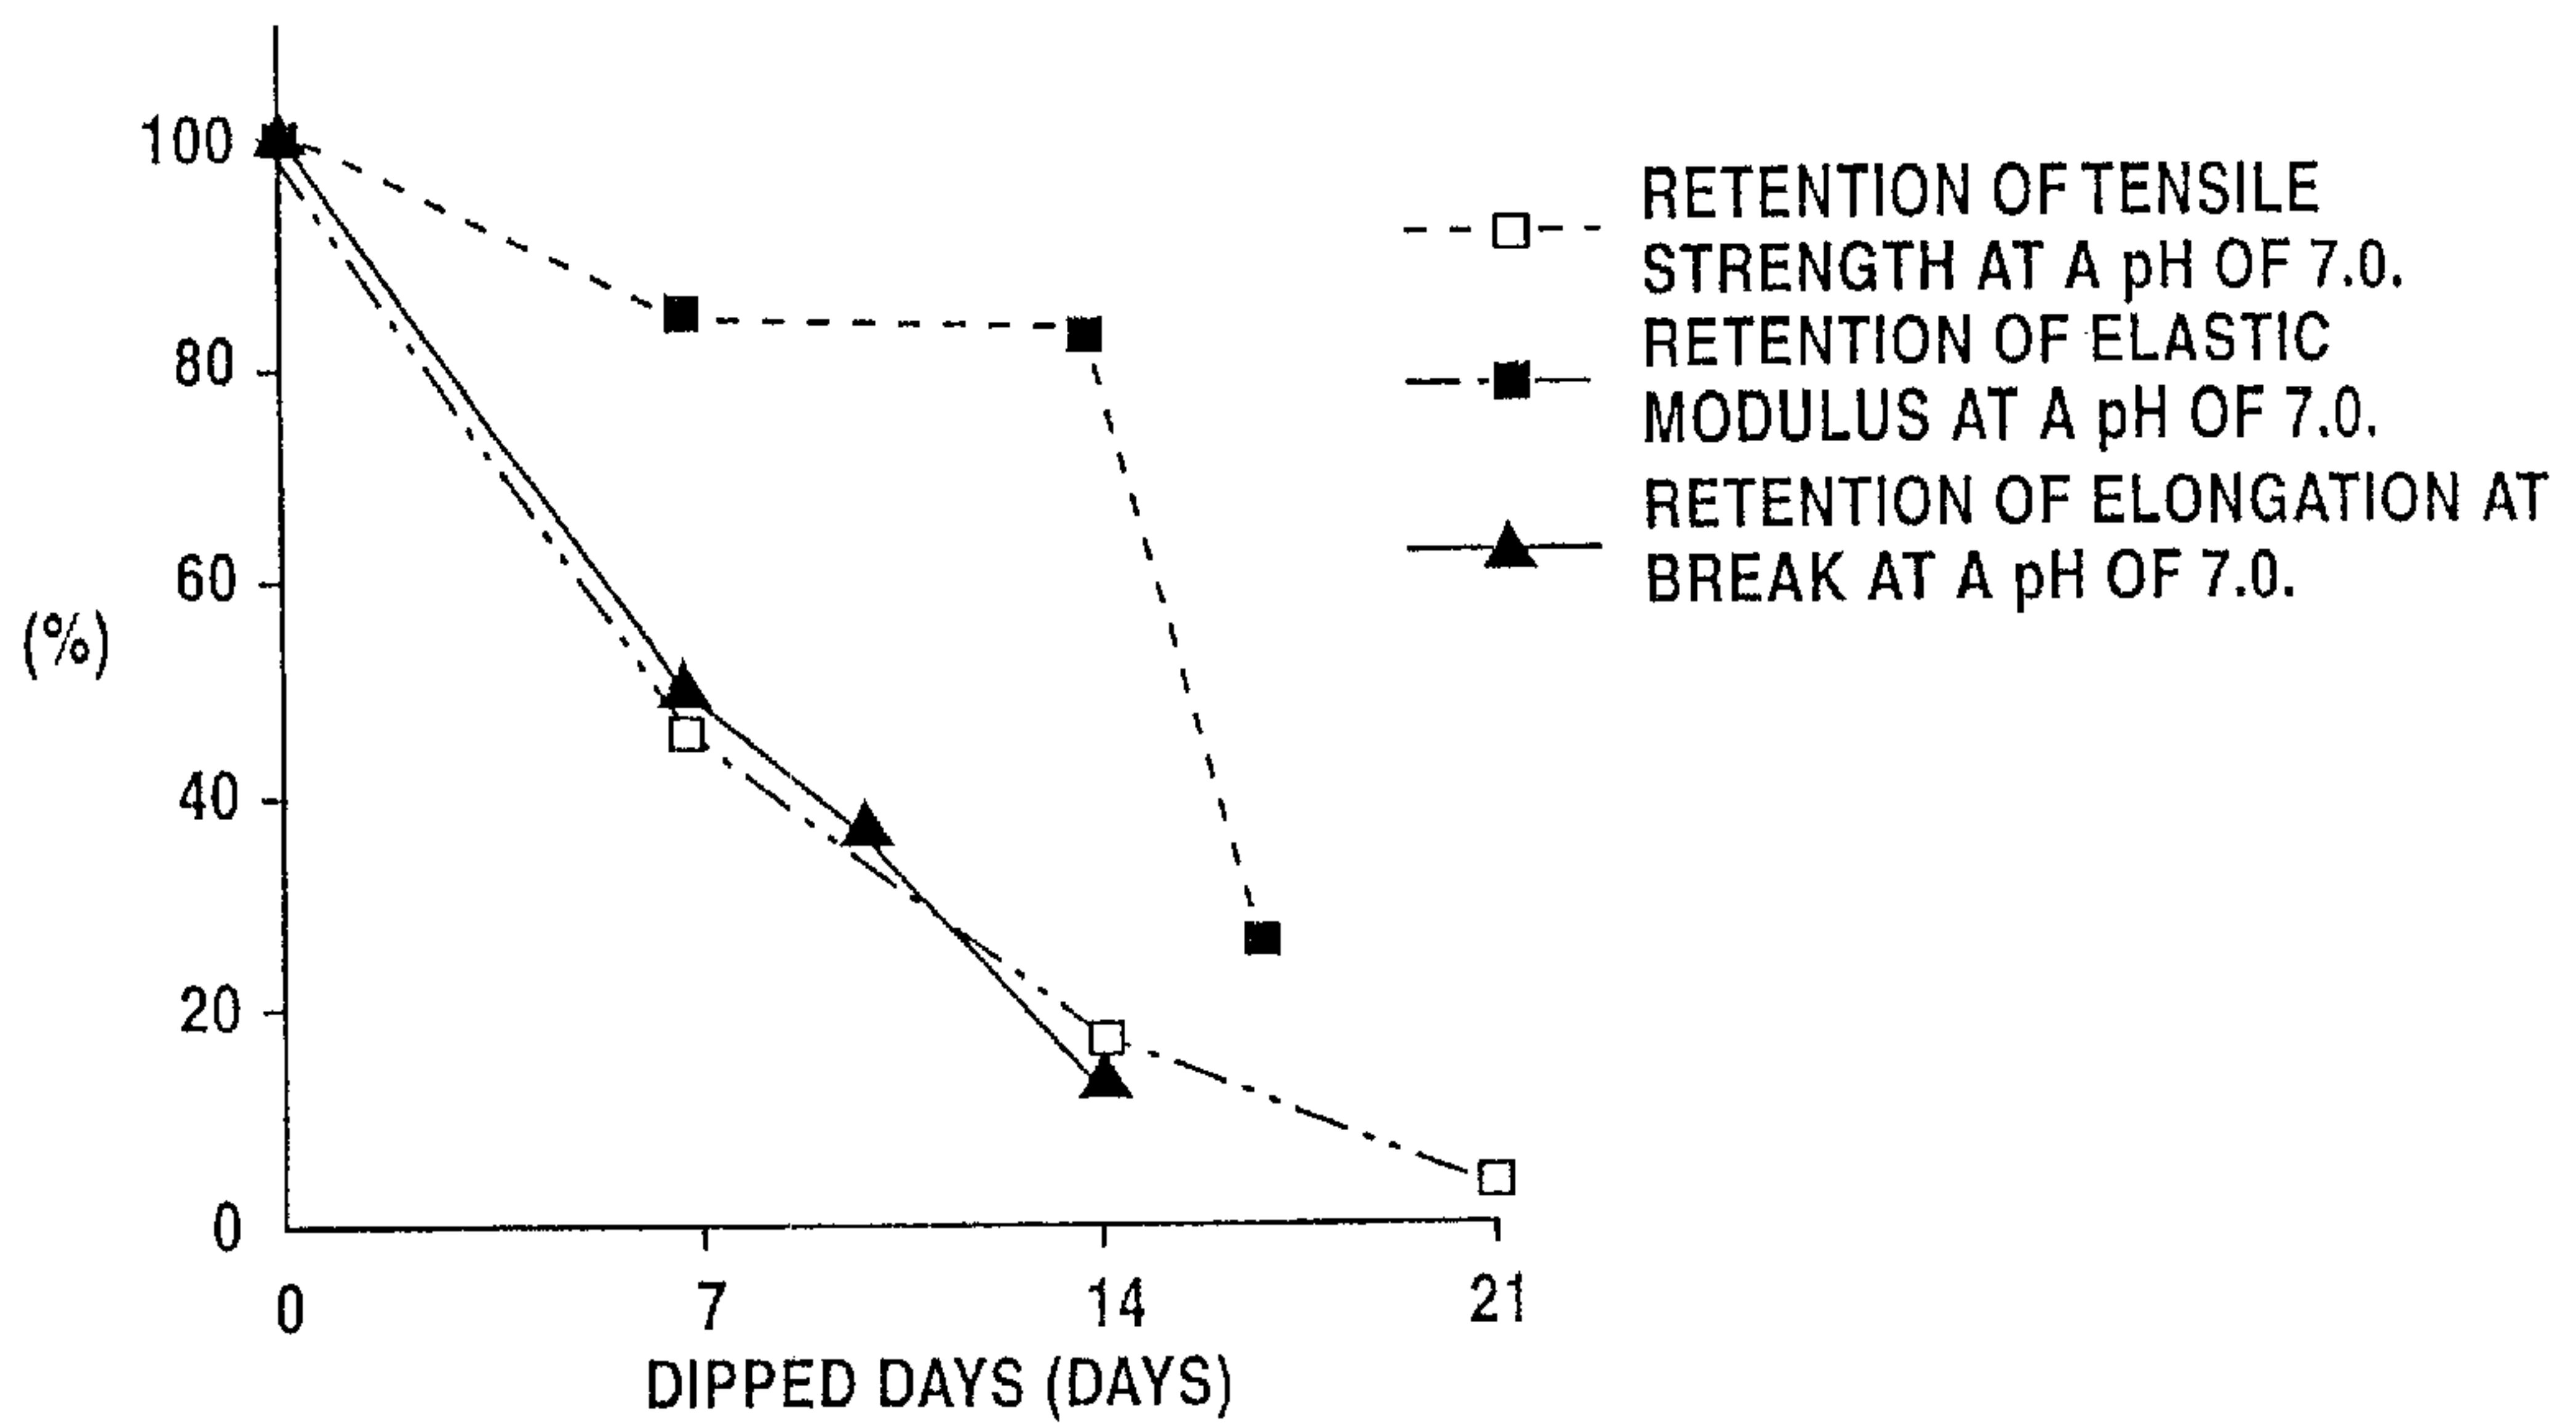 100
80
60
(%)
40
20
0
0 7 14 21
DIPPED DAYS (DAYS)
RETENTION OF TENSILE
STRENGTH AT A pH OF 7.0.
RETENTION OF ELASTIC
MODULUS AT A pH OF 7.0.
RETENTION OF ELONGATION AT
BREAK AT A pH OF 7.0.